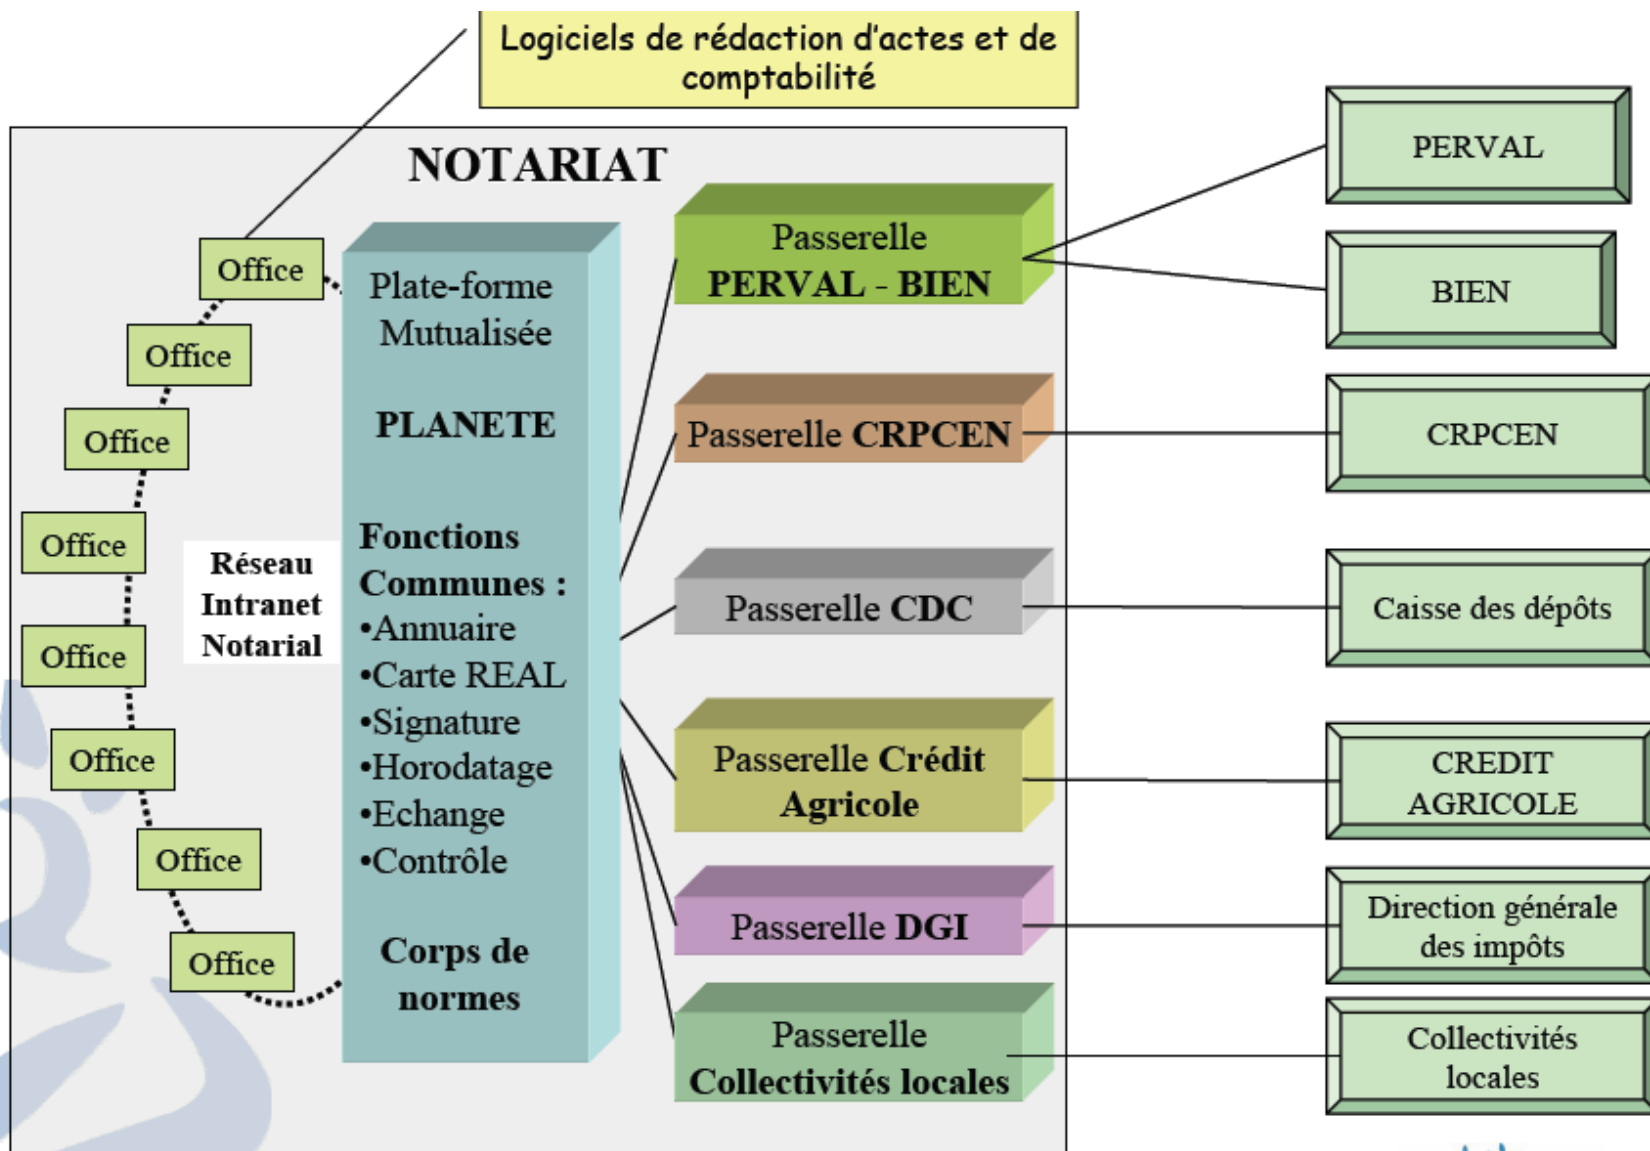 Logiciels de rédaction d'actes et de
comptabilité
NOTARIAT
Office
Office
Office
Office
Office
Office
Office
Office
Réseau
Intranet
Notarial
Plate-forme
Mutualisée
PLANETE
Fonctions
Communes :
•Annuaire
•Carte REAL
•Signature
•Horodatage
•Echange
•Contrôle
Corps de
normes
Passerelle
PERVAL - BIEN
Passerelle CRPCEN
Passerelle CDC
Passerelle Crédit
Agricole
Passerelle DGI
Passerelle
Collectivités locales
PERVAL
BIEN
CRPCEN
Caisse des dépôts
CREDIT
AGRICOLE
Direction générale
des impôts
Collectivités
locales